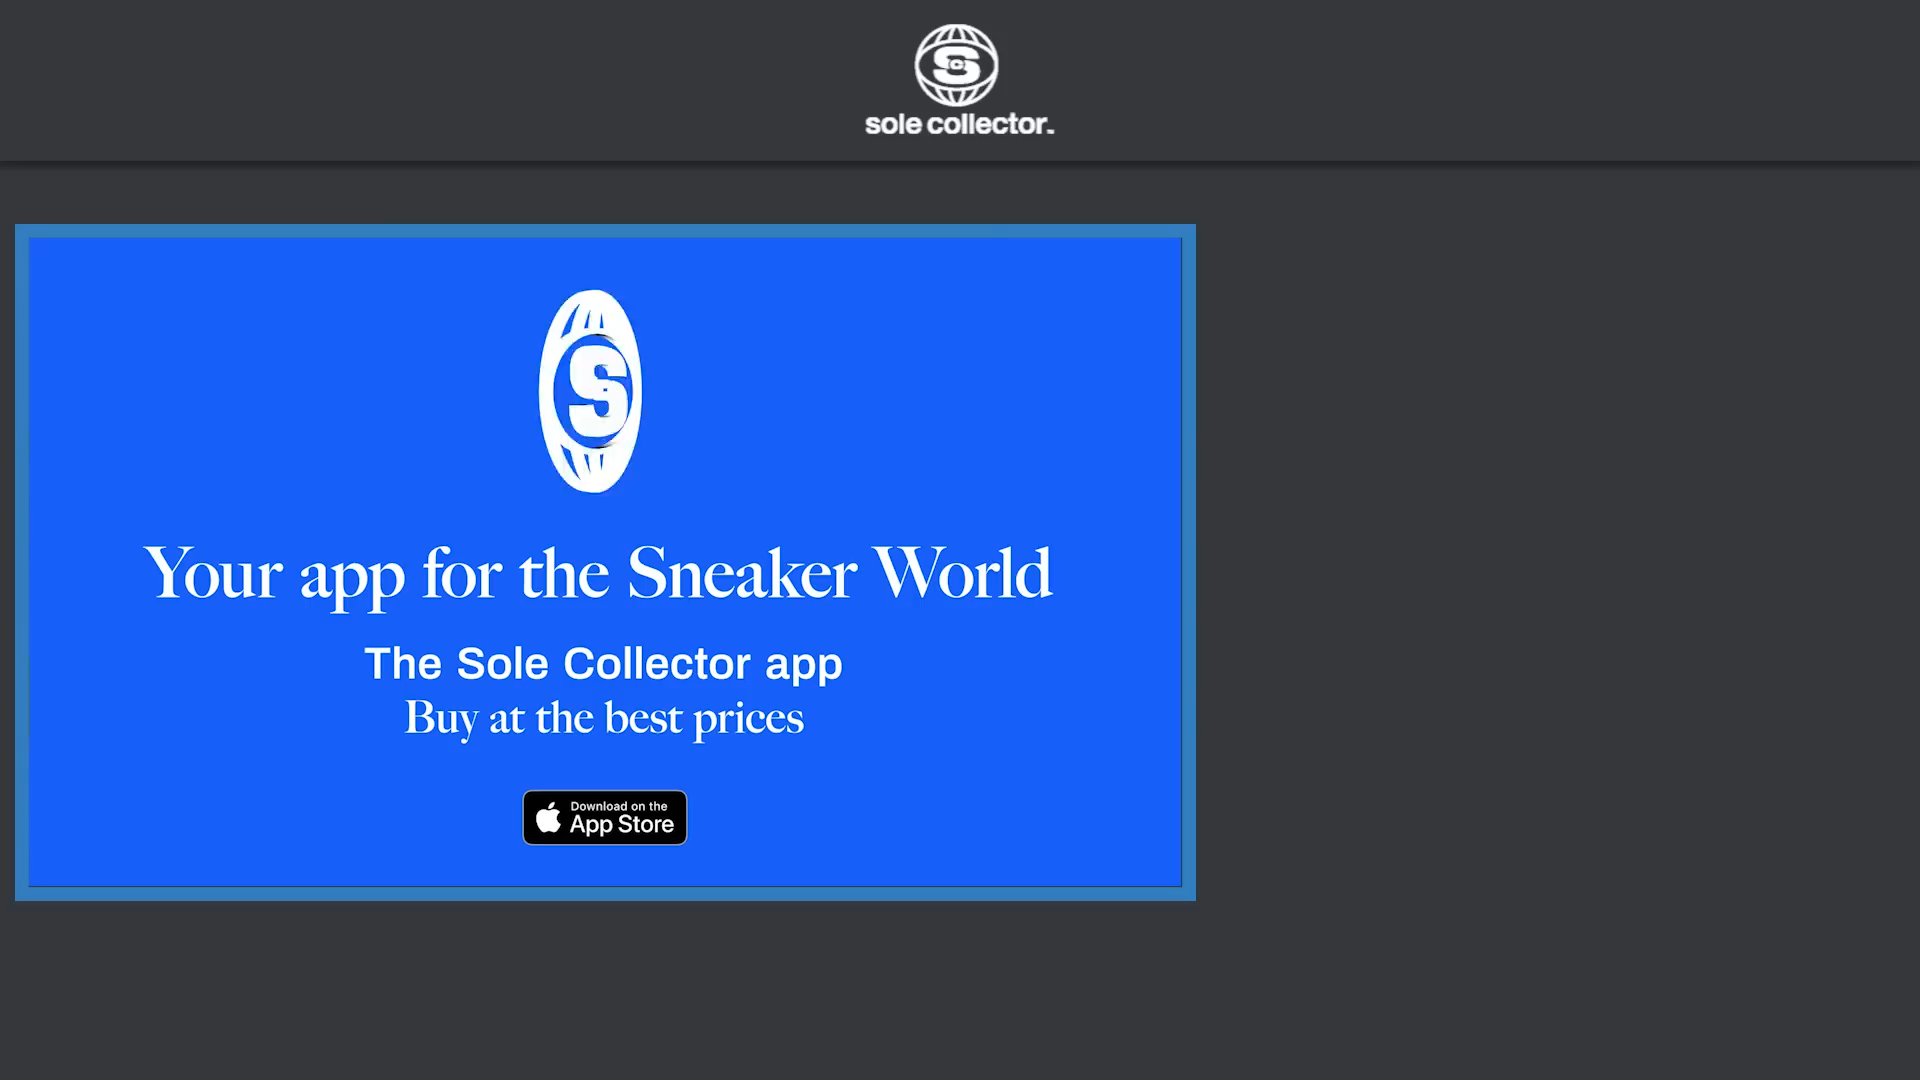 sole collector.
Your app for the Sneaker World
The Sole Collector app
Buy at the best prices
Download on the
App Store